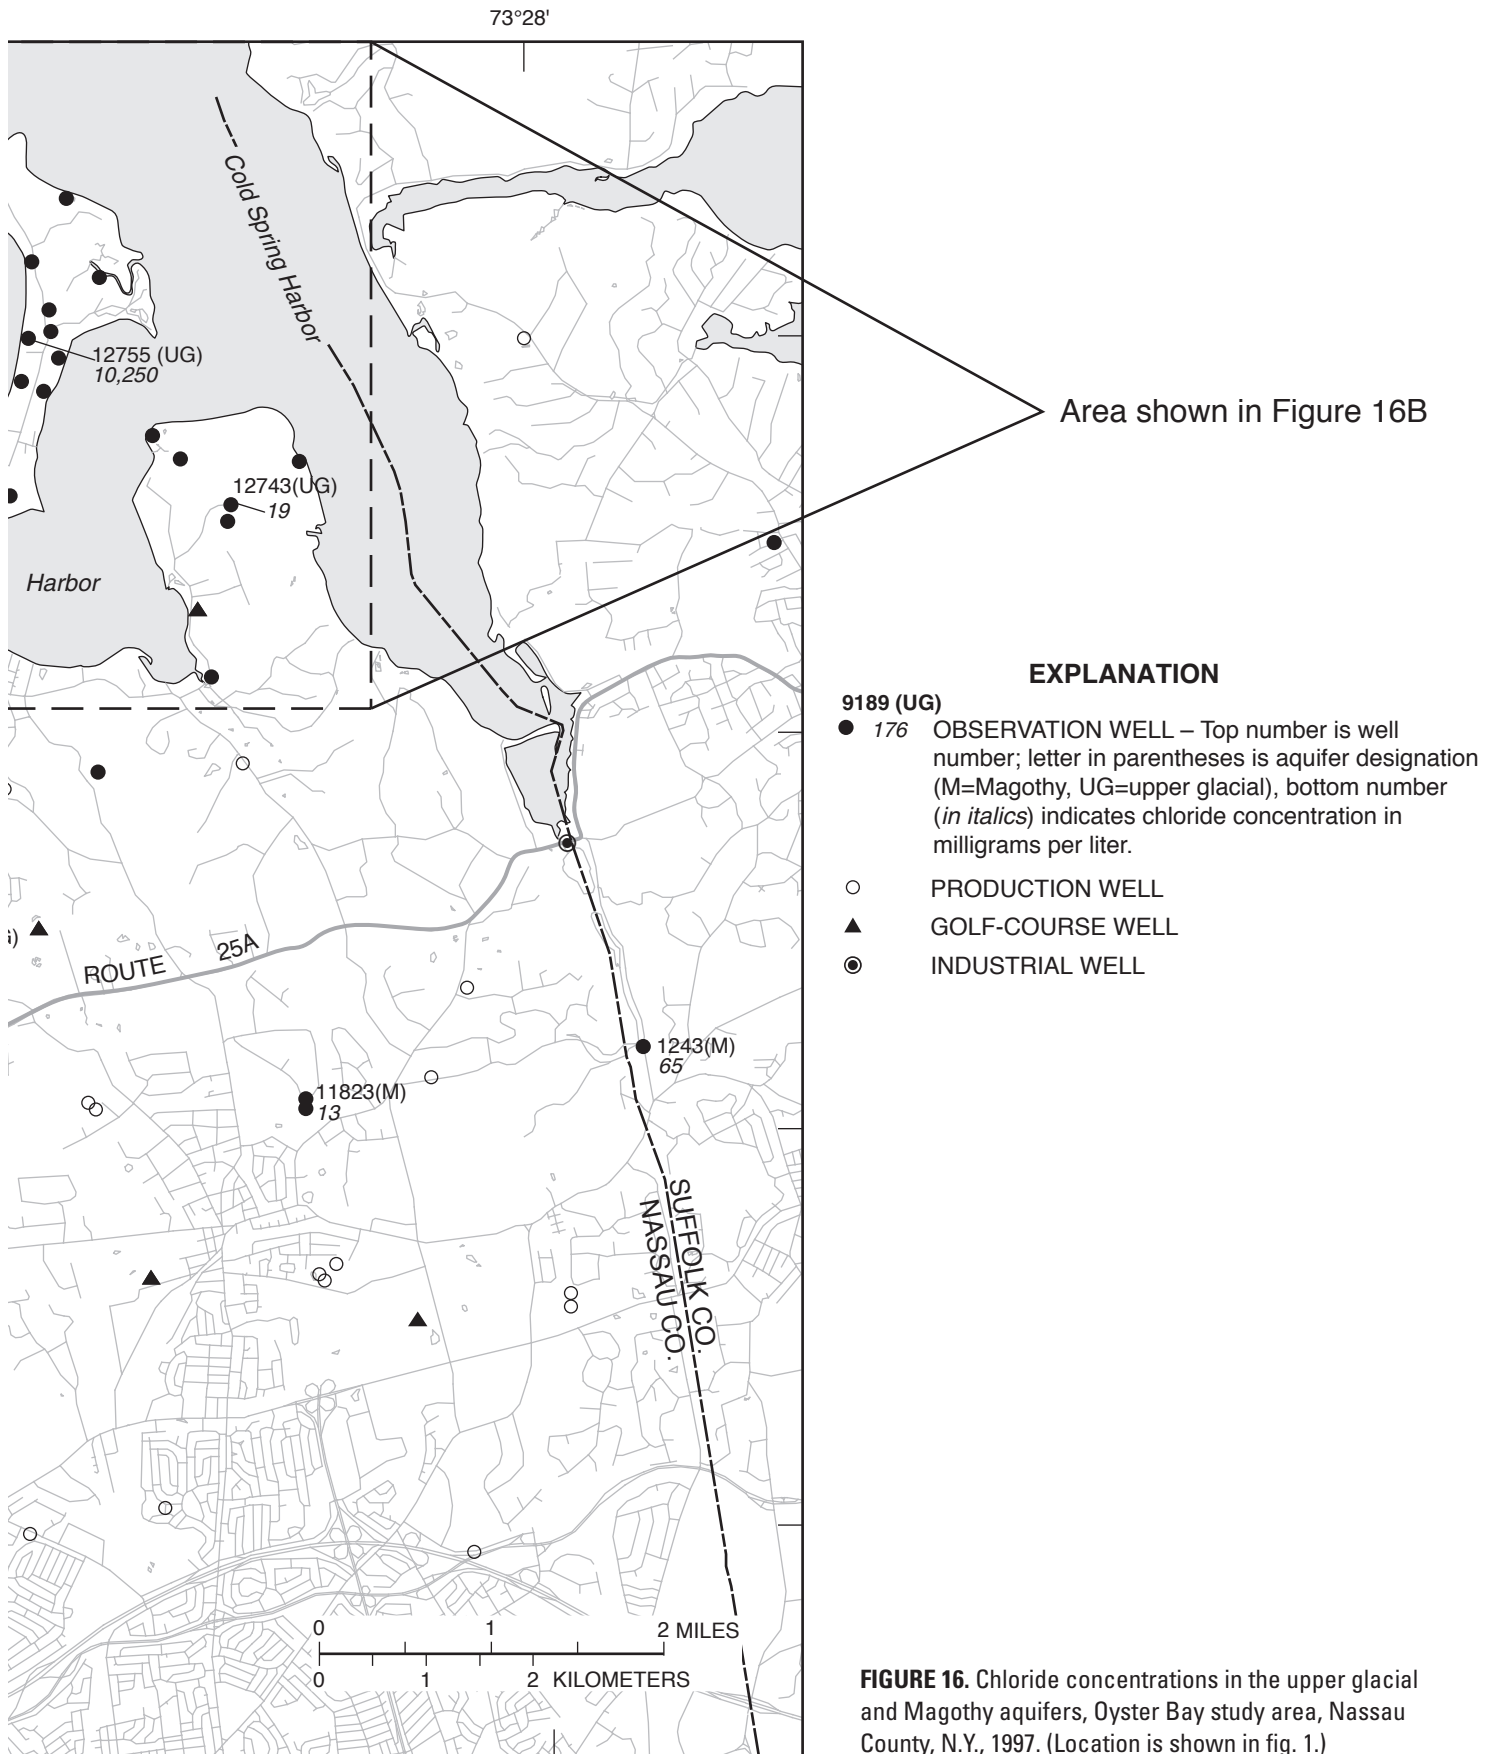 73°28'
Cold Spring Harbor
12755 (UG)
10,250
Area shown in Figure 16B
12743(UG)
19
Harbor
EXPLANATION
9189 (UG)
176 OBSERVATION WELL – Top number is well
number; letter in parentheses is aquifer designation
(M=Magothy, UG=upper glacial), bottom number
(in italics) indicates chloride concentration in
milligrams per liter.
PRODUCTION WELL
GOLF-COURSE WELL
INDUSTRIAL WELL
ROUTE 25A
1243(M)
65
11823(M)
13
SUFFOLK CO.
NASSAU CO.
0 1 2 MILES
0 1 2 KILOMETERS
FIGURE 16. Chloride concentrations in the upper glacial
and Magothy aquifers, Oyster Bay study area, Nassau
County, N.Y., 1997. (Location is shown in fig. 1.)